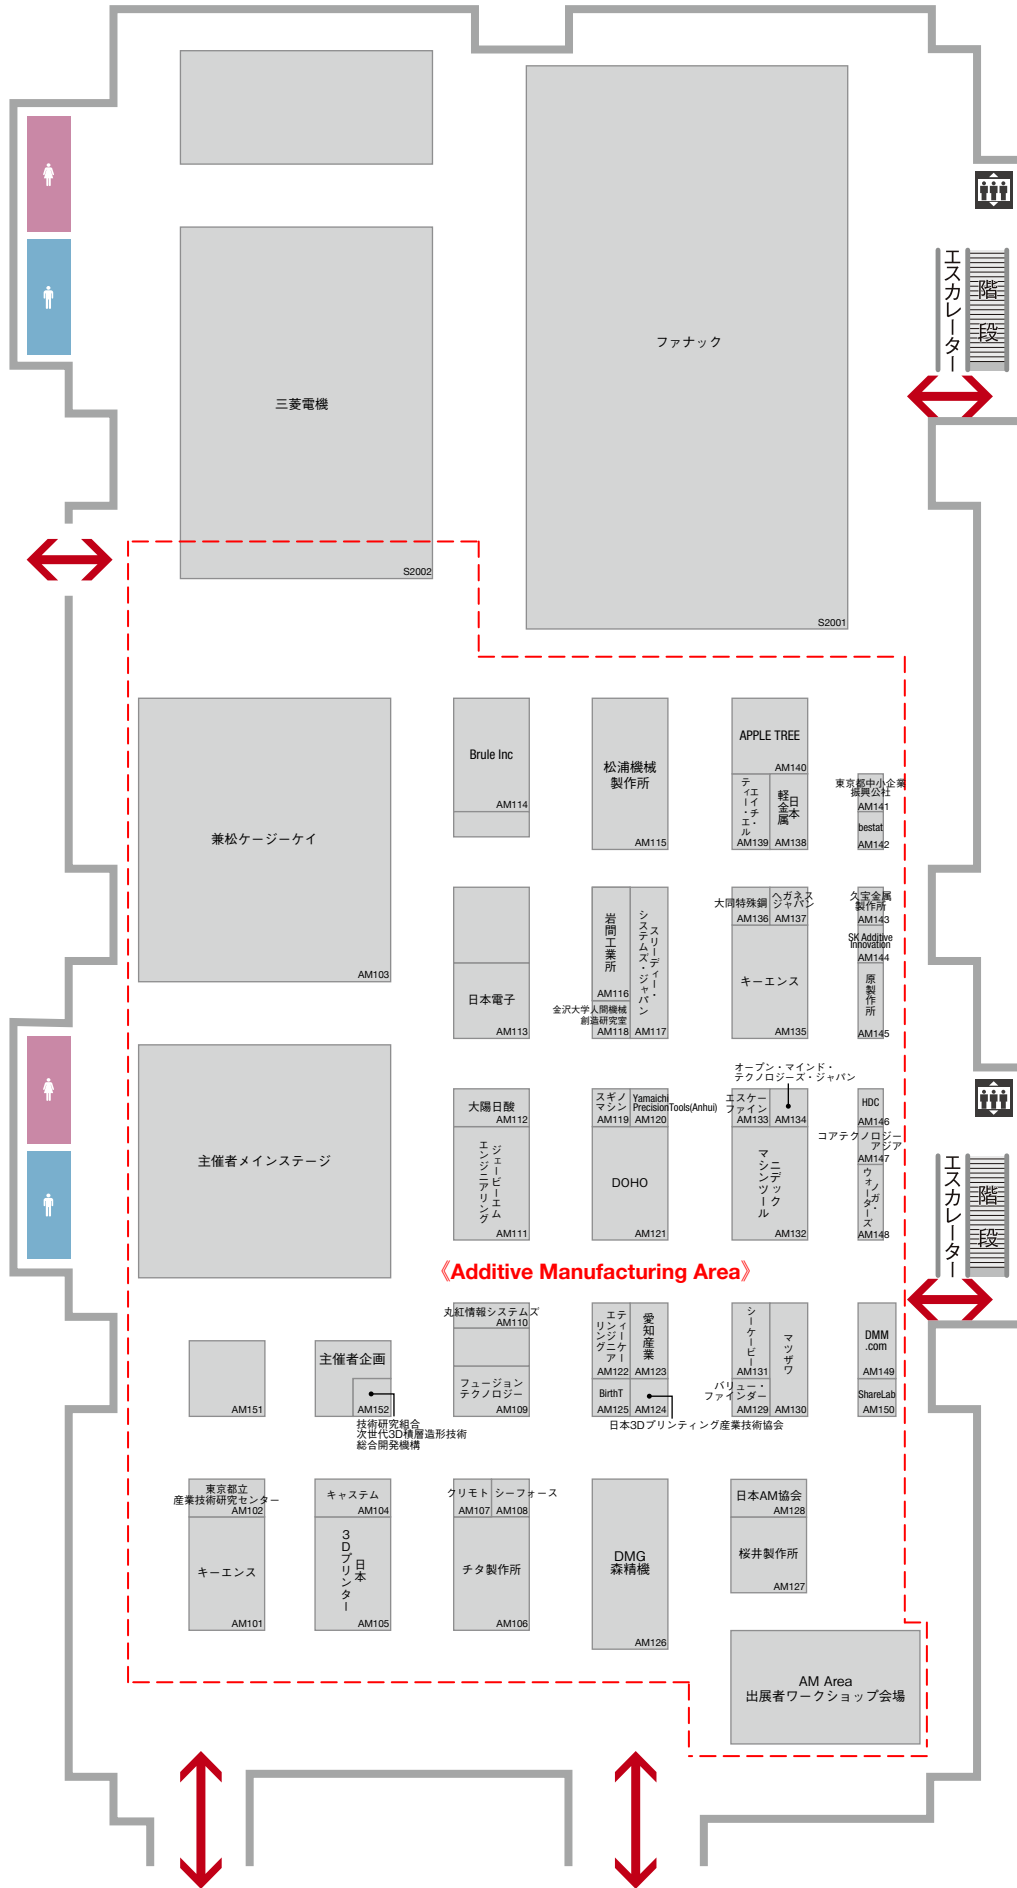 エスカレーター
階段
ファナック
S2001
三菱電機
S2002
兼松ケージーケイ
AM103
Brule Inc
AM114
松浦機械
製作所
AM115
APPLE TREE
AM140
ティエイチ・
ティー・エル
AM139
日本
軽金属
AM138
東京都中小企業
振興公社
AM141
bestat
AM142
日本電子
AM113
岩間工業所
AM116
スリーディー・
システムズ・ジャパン
AM117
金沢大学人間機械
創造研究室
AM118
大同特殊鋼
AM136
ヘガネス
ジャパン
AM137
キーエンス
AM135
久宝金属
製作所
AM143
SK Additive
Innovation
AM144
原製作所
AM145
主催者メインステージ
大陽日酸
AM112
ジェービーエム
エンジニアリング
AM111
スギノ
マシン
AM119
Yamaichi
PrecisionTools(Anhui)
AM120
DOHO
AM121
オープン・マインド・
テクノロジーズ・ジャパン
エスケー
ファイン
AM133
AM134
ニデック
マシンツール
AM132
HDC
AM146
コアテクノロジー
アジア
AM147
ノガ・
ウォーターズ
AM148
エスカレーター
階段
《Additive Manufacturing Area》
AM151
主催者企画
AM152
技術研究組合
次世代3D積層造形技術
総合開発機構
丸紅情報システムズ
AM110
フュージョン
テクノロジー
AM109
ティーケー
エンジニア
リング
AM122
愛知産業
AM123
BirthT
AM125
AM124
日本3Dプリンティング産業技術協会
シーケービー
AM131
マツザワ
AM130
バリュー・
ファインダー
AM129
DMM
.com
AM149
ShareLab
AM150
東京都立
産業技術研究センター
AM102
キーエンス
AM101
キャステム
AM104
日本
3Dプリンター
AM105
クリモト
AM107
シーフォース
AM108
チタ製作所
AM106
DMG
森精機
AM126
日本AM協会
AM128
桜井製作所
AM127
AM Area
出展者ワークショップ会場